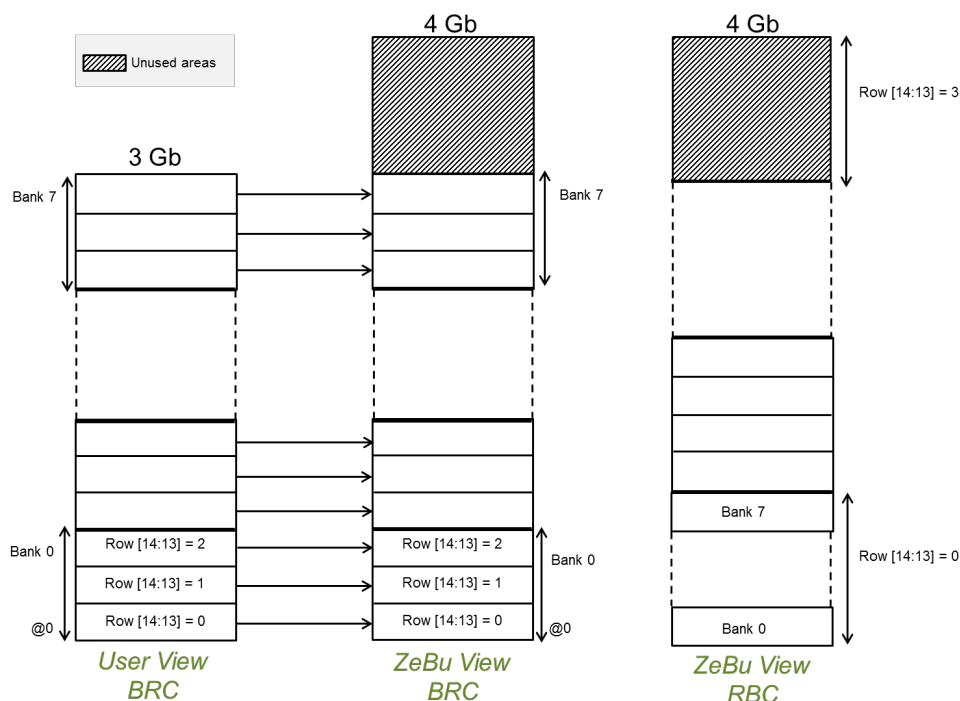 4 Gb
4 Gb
Unused areas
Row [14:13] = 3
3 Gb
Bank 7
Bank 7
Bank 7
Bank 0
Row [14:13] = 2
Row [14:13] = 2
Bank 0
Row [14:13] = 0
Row [14:13] = 1
Row [14:13] = 1
@0
Row [14:13] = 0
Row [14:13] = 0
@0
Bank 0
User View
BRC
ZeBu View
BRC
ZeBu View
RBC